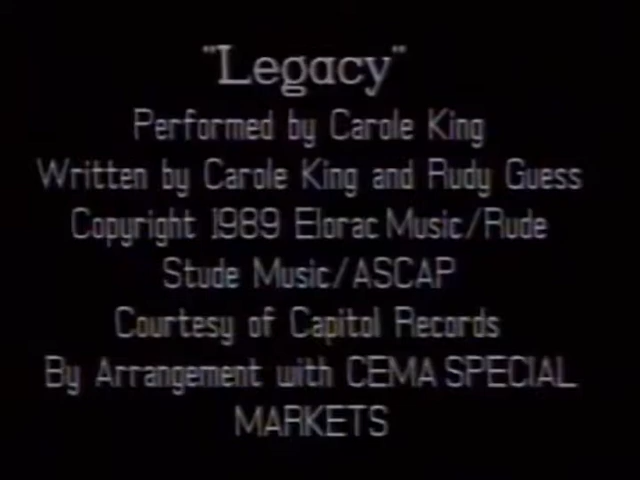 "Legacy"
Performed by Carole King
Written by Carole King and Rudy Guess
Copyright 1989 Elorac Music/Rude
Stude Music/ASCAP
Courtesy of Capitol Records
By Arrangement with CEMA SPECIAL
MARKETS